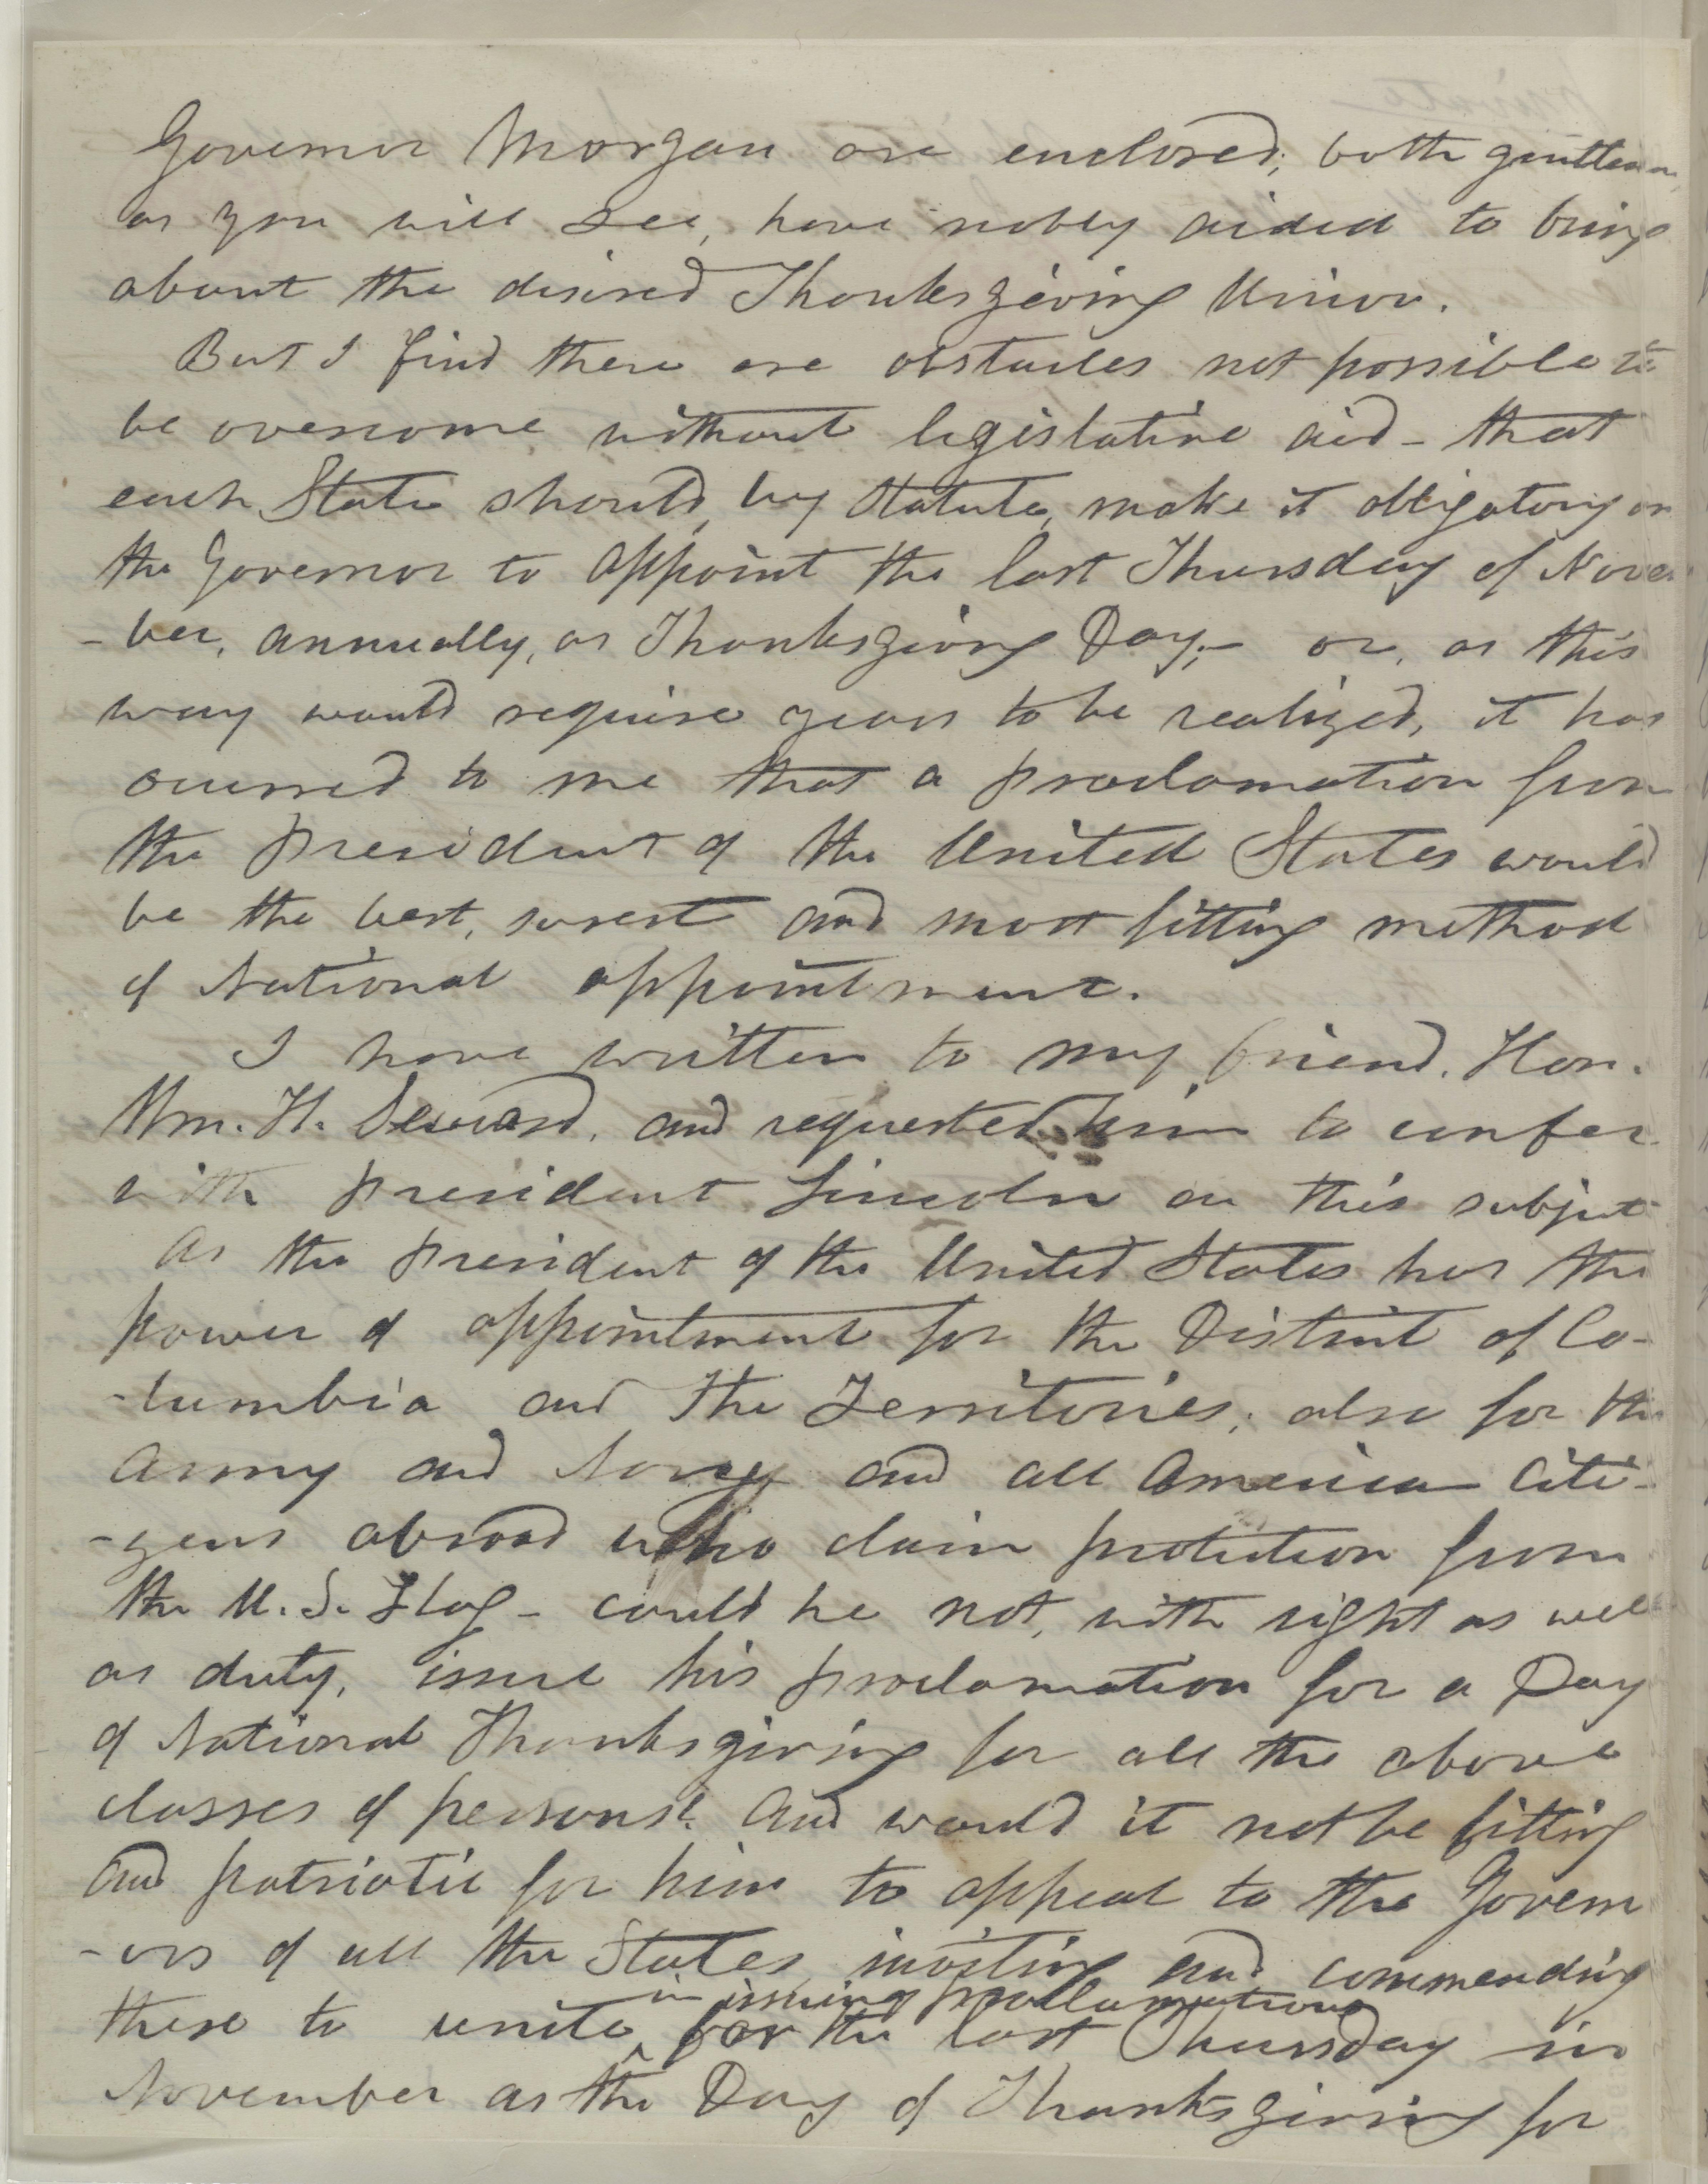 Governor Morgan are enclosed; both gentlemen,
as you will see, have nobly aided to bring
about the desired Thanksgiving Union.
But I find there are obstacles not possible to
be overcome without legislative aid - that
each State should, by statute, make it obligatory on
the Governor to appoint the last Thursday of Novem
-ber, annually, as Thanksgiving Day;- or, as this
way would require years to be realized, it has
ocurred to me that a proclamation from
the President of the United States would
be the best, surest and most fitting method
of National appointment.
I have written to my friend, Hon.
Wm. H. Seward, and requested him to confer
with President Lincoln on this subject
As the President of the United States has the
power of appointment for the District of Co-
-lumbia and the Territories; also for the
Army and Navy and all American citi-
-zens abroad who claim protection from
the U. S. Flag - could he not, with right as well
as duty, issue his proclamation for a Day
of National Thanksgiving for all the above
classes of persons? And would it not be fitting
and patriotic for him to appeal to the Govern
-ors of all the States, inviting and commending
in issuing proclamations
these to unite for the last Thursday in
November as the Day of Thanksgiving for